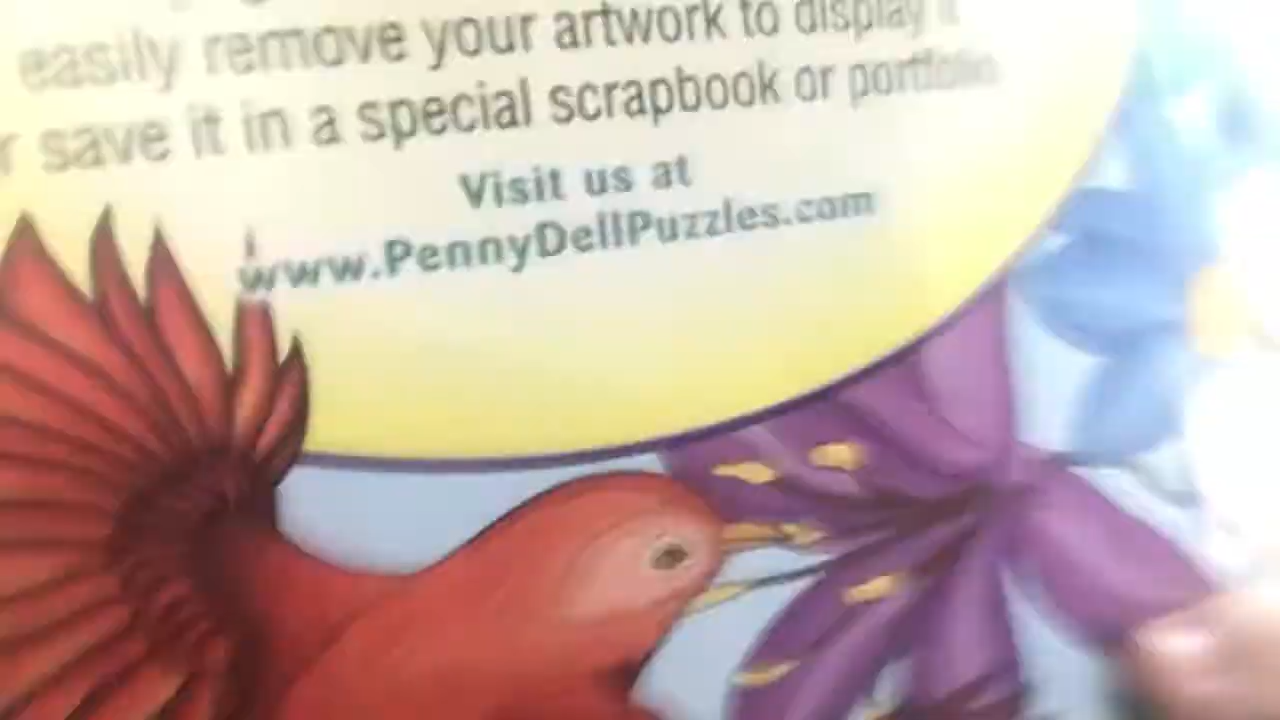 easily remove your artwork to display it
r save it in a special scrapbook or portfolio
Visit us at
www.PennyDellPuzzles.com